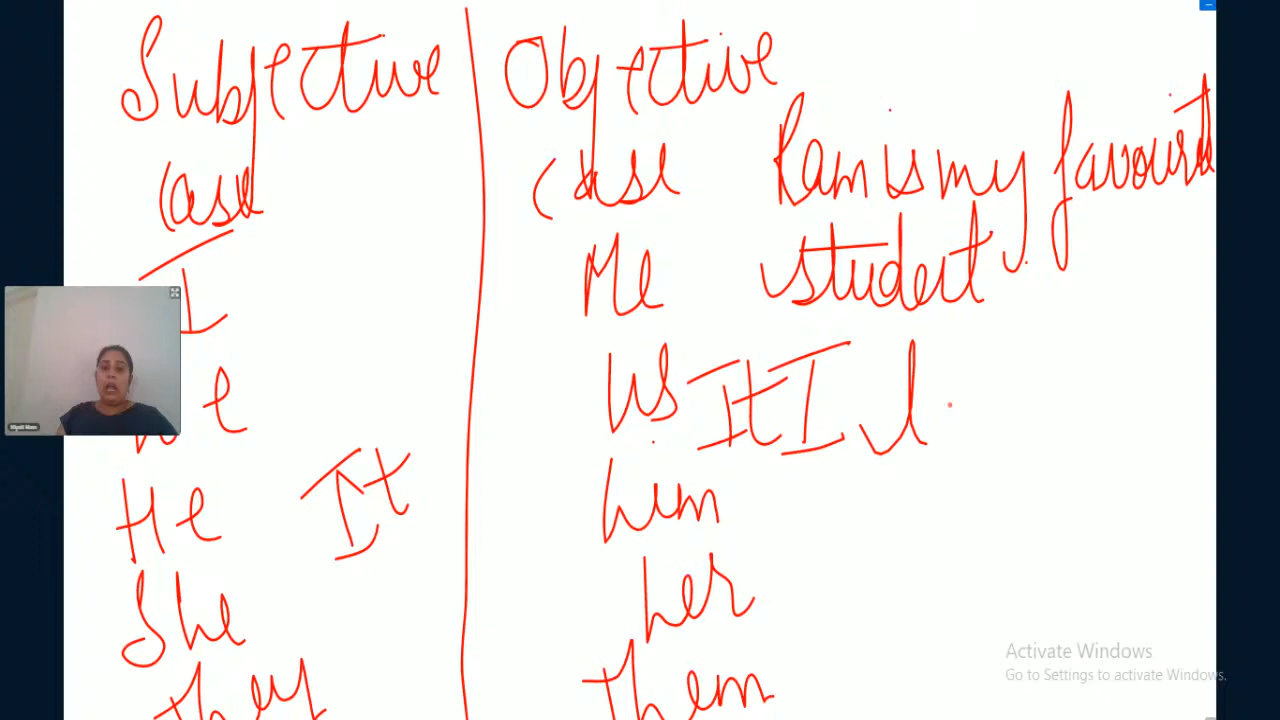 Subjective | Objective
case case
Ram is my favourite
student
I Me
We us It I
He It him
She her
They Them
Activate Windows
Go to Settings to activate Windows.